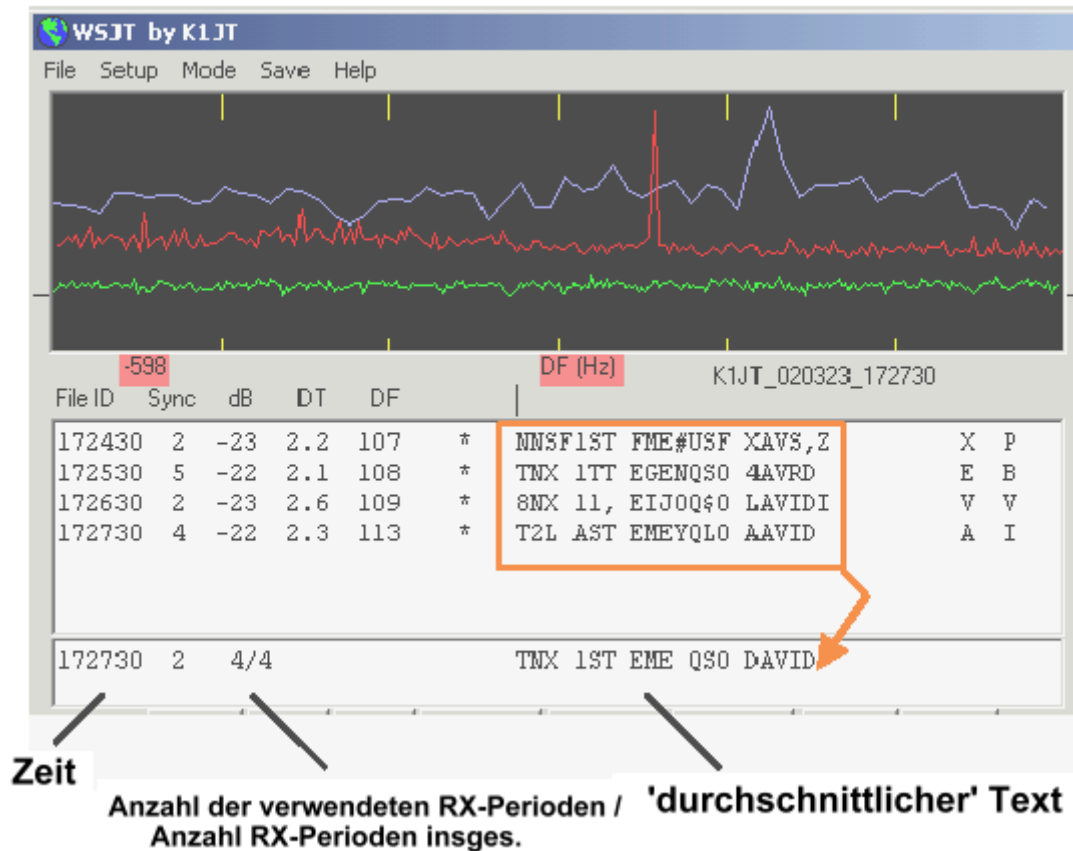 WSJT by K1JT
File Setup Mode Save Help
-598 DF (Hz) K1JT_020323_172730
File ID Sync dB DT DF
172430 2 -23 2.2 107 * NNSF1ST FME#USF XAVS,Z X P
172530 5 -22 2.1 108 * TNX 1TT EGENQSO 4AVRD E B
172630 2 -23 2.6 109 * 8NX 11, EIJOQ$O LAVIDI V V
172730 4 -22 2.3 113 * T2L AST EMEYQLO AAVID A I
172730 2 4/4 TNX 1ST EME QSO DAVID
Zeit
Anzahl der verwendeten RX-Perioden /
Anzahl RX-Perioden insges.
'durchschnittlicher' Text